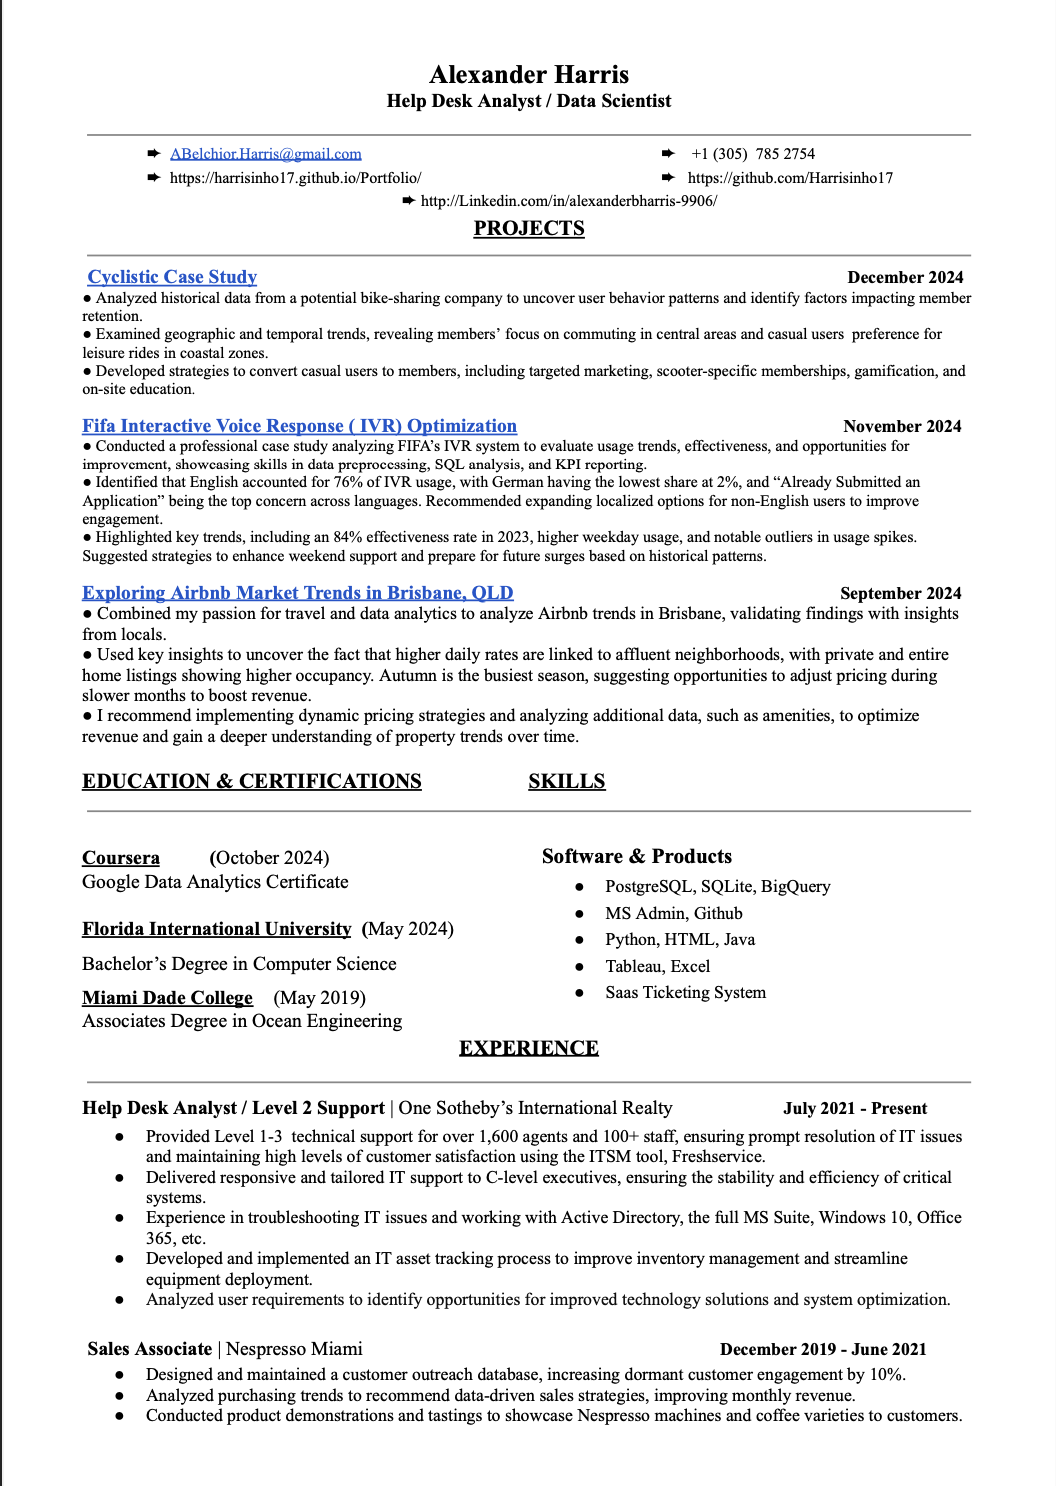 Alexander Harris
Help Desk Analyst / Data Scientist
➨ ABelchior.Harris@gmail.com ➨ +1 (305)  785 2754
➨ https://harrisinho17.github.io/Portfolio/ ➨ https://github.com/Harrisinho17
➨ http://Linkedin.com/in/alexanderbharris-9906/
PROJECTS
Cyclistic Case Study December 2024
● Analyzed historical data from a potential bike-sharing company to uncover user behavior patterns and identify factors impacting member
retention.
● Examined geographic and temporal trends, revealing members’ focus on commuting in central areas and casual users  preference for
leisure rides in coastal zones.
● Developed strategies to convert casual users to members, including targeted marketing, scooter-specific memberships, gamification, and
on-site education.
Fifa Interactive Voice Response ( IVR) Optimization November 2024
● Conducted a professional case study analyzing FIFA’s IVR system to evaluate usage trends, effectiveness, and opportunities for
improvement, showcasing skills in data preprocessing, SQL analysis, and KPI reporting.
● Identified that English accounted for 76% of IVR usage, with German having the lowest share at 2%, and “Already Submitted an
Application” being the top concern across languages. Recommended expanding localized options for non-English users to improve
engagement.
● Highlighted key trends, including an 84% effectiveness rate in 2023, higher weekday usage, and notable outliers in usage spikes.
Suggested strategies to enhance weekend support and prepare for future surges based on historical patterns.
Exploring Airbnb Market Trends in Brisbane, QLD September 2024
● Combined my passion for travel and data analytics to analyze Airbnb trends in Brisbane, validating findings with insights
from locals.
● Used key insights to uncover the fact that higher daily rates are linked to affluent neighborhoods, with private and entire
home listings showing higher occupancy. Autumn is the busiest season, suggesting opportunities to adjust pricing during
slower months to boost revenue.
● I recommend implementing dynamic pricing strategies and analyzing additional data, such as amenities, to optimize
revenue and gain a deeper understanding of property trends over time.
EDUCATION & CERTIFICATIONS
Coursera (October 2024)
Google Data Analytics Certificate
Florida International University (May 2024)
Bachelor’s Degree in Computer Science
Miami Dade College (May 2019)
Associates Degree in Ocean Engineering
SKILLS
Software & Products
● PostgreSQL, SQLite, BigQuery
● MS Admin, Github
● Python, HTML, Java
● Tableau, Excel
● Saas Ticketing System
EXPERIENCE
Help Desk Analyst / Level 2 Support | One Sotheby’s International Realty July 2021 - Present
● Provided Level 1-3  technical support for over 1,600 agents and 100+ staff, ensuring prompt resolution of IT issues
and maintaining high levels of customer satisfaction using the ITSM tool, Freshservice.
● Delivered responsive and tailored IT support to C-level executives, ensuring the stability and efficiency of critical
systems.
● Experience in troubleshooting IT issues and working with Active Directory, the full MS Suite, Windows 10, Office
365, etc.
● Developed and implemented an IT asset tracking process to improve inventory management and streamline
equipment deployment.
● Analyzed user requirements to identify opportunities for improved technology solutions and system optimization.
Sales Associate | Nespresso Miami December 2019 - June 2021
● Designed and maintained a customer outreach database, increasing dormant customer engagement by 10%.
● Analyzed purchasing trends to recommend data-driven sales strategies, improving monthly revenue.
● Conducted product demonstrations and tastings to showcase Nespresso machines and coffee varieties to customers.